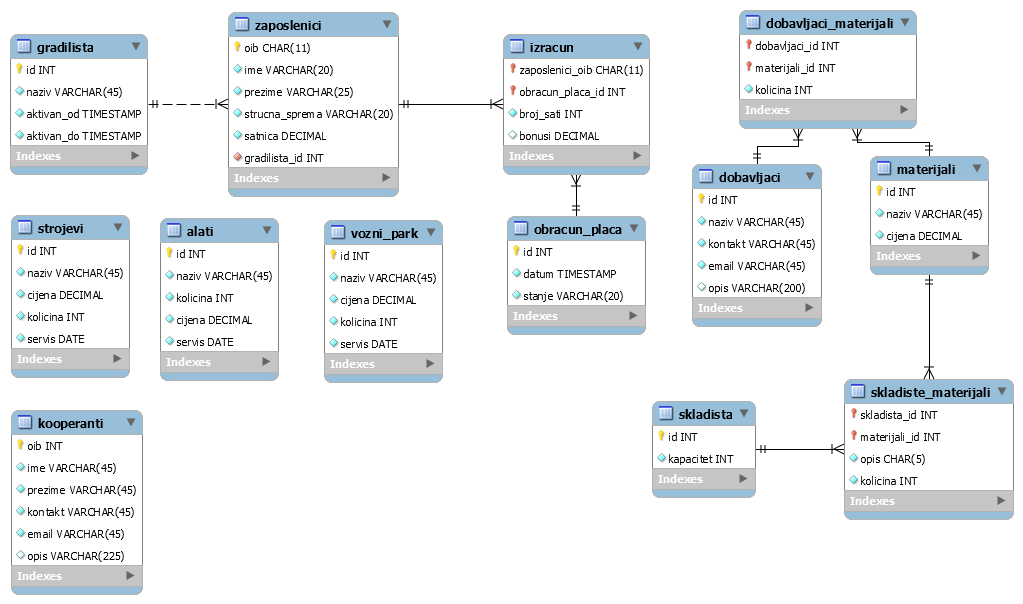 gradilista
id INT
naziv VARCHAR(45)
aktivan_od TIMESTAMP
aktivan_do TIMESTAMP
Indexes
zaposlenici
oib CHAR(11)
ime VARCHAR(20)
prezime VARCHAR(25)
strucna_sprema VARCHAR(20)
satnica DECIMAL
gradilista_id INT
Indexes
izracun
zaposlenici_oib CHAR(11)
obracun_placa_id INT
broj_sati INT
bonusi DECIMAL
Indexes
dobavljaci_materijali
dobavljaci_id INT
materijali_id INT
kolicina INT
Indexes
strojevi
id INT
naziv VARCHAR(45)
cijena DECIMAL
kolicina INT
servis DATE
Indexes
alati
id INT
naziv VARCHAR(45)
kolicina INT
cijena DECIMAL
servis DATE
Indexes
vozni_park
id INT
naziv VARCHAR(45)
cijena DECIMAL
kolicina INT
servis DATE
Indexes
obracun_placa
id INT
datum TIMESTAMP
stanje VARCHAR(20)
Indexes
dobavljaci
id INT
naziv VARCHAR(45)
kontakt VARCHAR(45)
email VARCHAR(45)
opis VARCHAR(200)
Indexes
materijali
id INT
naziv VARCHAR(45)
cijena DECIMAL
Indexes
kooperanti
oib INT
ime VARCHAR(45)
prezime VARCHAR(45)
kontakt VARCHAR(45)
email VARCHAR(45)
opis VARCHAR(225)
Indexes
skladista
id INT
kapacitet INT
Indexes
skladiste_materijali
skladista_id INT
materijali_id INT
opis CHAR(5)
kolicina INT
Indexes